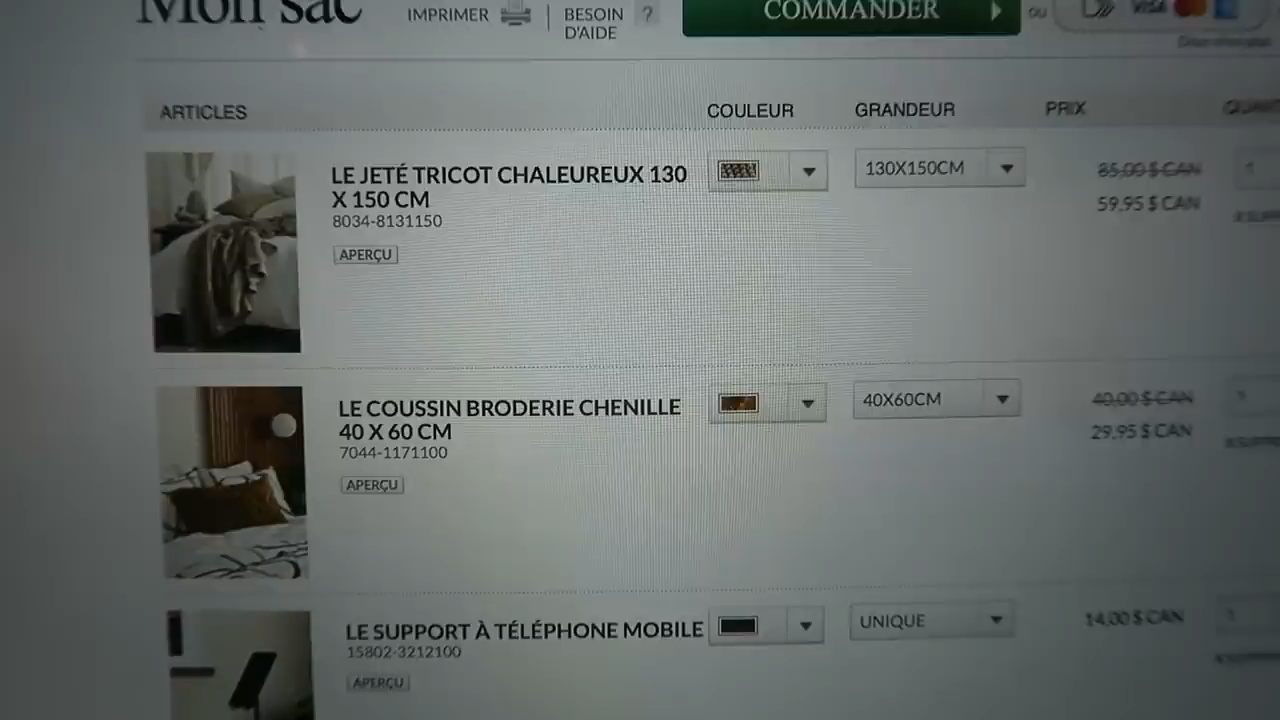 Mon sac
IMPRIMER
BESOIN
D'AIDE
?
COMMANDER
ou
VISA
ARTICLES
COULEUR
GRANDEUR
PRIX
LE JETÉ TRICOT CHALEUREUX 130
X 150 CM
8034-8131150
APERÇU
130X150CM
85,00 $ CAN
59,95 $ CAN
LE COUSSIN BRODERIE CHENILLE
40 X 60 CM
7044-1171100
APERÇU
40X60CM
40,00 $ CAN
29,95 $ CAN
LE SUPPORT À TÉLÉPHONE MOBILE
15802-3212100
APERÇU
UNIQUE
14,00 $ CAN